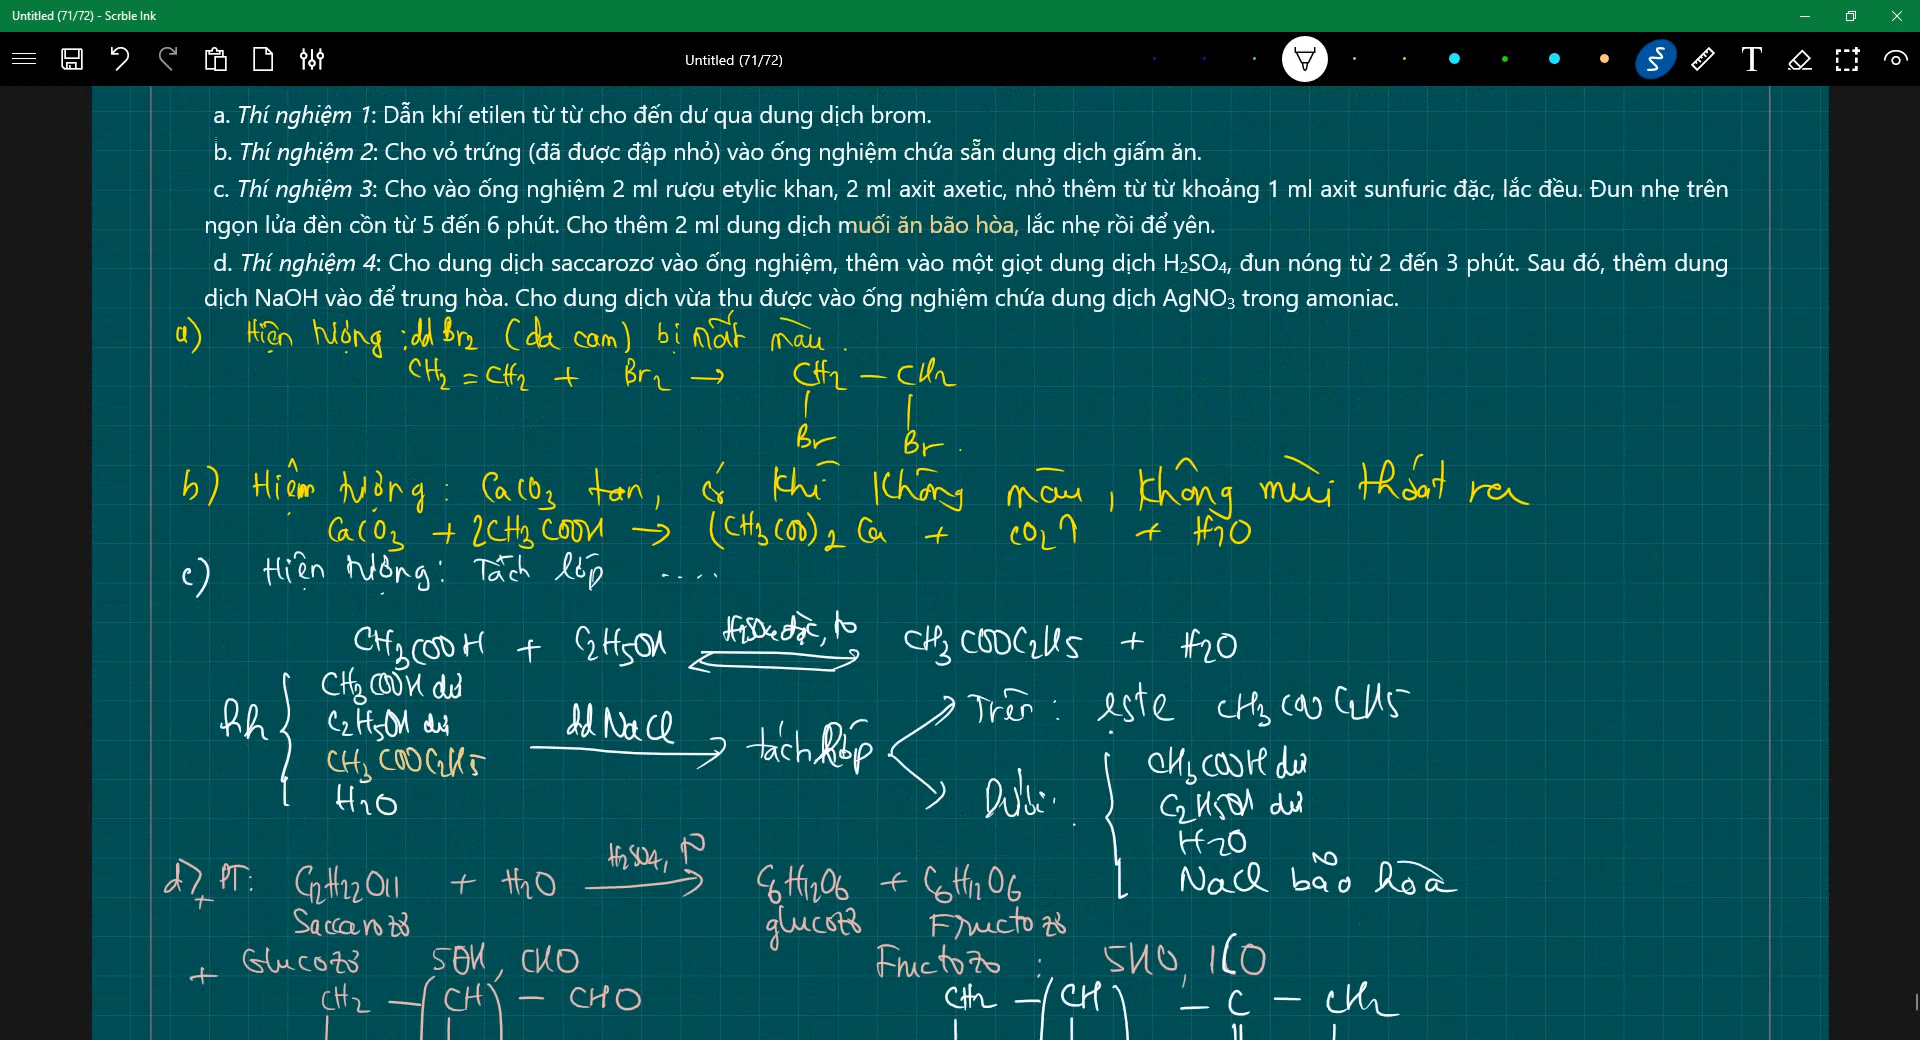 Untitled (71/72) - Scrble Ink
Untitled (71/72)
a. Thí nghiệm 1: Dẫn khí etilen từ từ cho đến dư qua dung dịch brom.
b. Thí nghiệm 2: Cho vỏ trứng (đã được đập nhỏ) vào ống nghiệm chứa sẵn dung dịch giấm ăn.
c. Thí nghiệm 3: Cho vào ống nghiệm 2 ml rượu etylic khan, 2 ml axit axetic, nhỏ thêm từ từ khoảng 1 ml axit sunfuric đặc, lắc đều. Đun nhẹ trên
ngọn lửa đèn cồn từ 5 đến 6 phút. Cho thêm 2 ml dung dịch muối ăn bão hòa, lắc nhẹ rồi để yên.
d. Thí nghiệm 4: Cho dung dịch saccarozơ vào ống nghiệm, thêm vào một giọt dung dịch H₂SO₄, đun nóng từ 2 đến 3 phút. Sau đó, thêm dung
dịch NaOH vào để trung hòa. Cho dung dịch vừa thu được vào ống nghiệm chứa dung dịch AgNO₃ trong amoniac.
a) Hiện tượng : dd Br2 (da cam) bị mất màu.
CH2 = CH2 + Br2 → CH2 – CH2
Br Br.
b) Hiện tượng : CaCO3 tan, có khí không màu, không mùi thoát ra
CaCO3 + 2CH3COOH → (CH3COO)2Ca + CO2↑ + H2O
c) Hiện tượng : Tách lớp .....
H2SO4 đặc, t°
CH3COOH + C2H5OH ⇌ CH3COOC2H5 + H2O
hh { CH3COOH dư
C2H5OH dư
CH3COOC2H5
H2O
dd NaCl → tách lớp
Trên : este CH3COOC2H5
Dưới : { CH3COOH dư
C2H5OH dư
H2O
NaCl bão hòa
d) + PT: C12H22O11 + H2O → C6H12O6 + C6H12O6
H2SO4, t°
Saccarozơ glucozơ Fructozơ
+ Glucozơ 5OH, CHO Fructozơ : 5HO, 1CO
CH2 – (CH) – CHO CH2 – (CH) – C – CH2